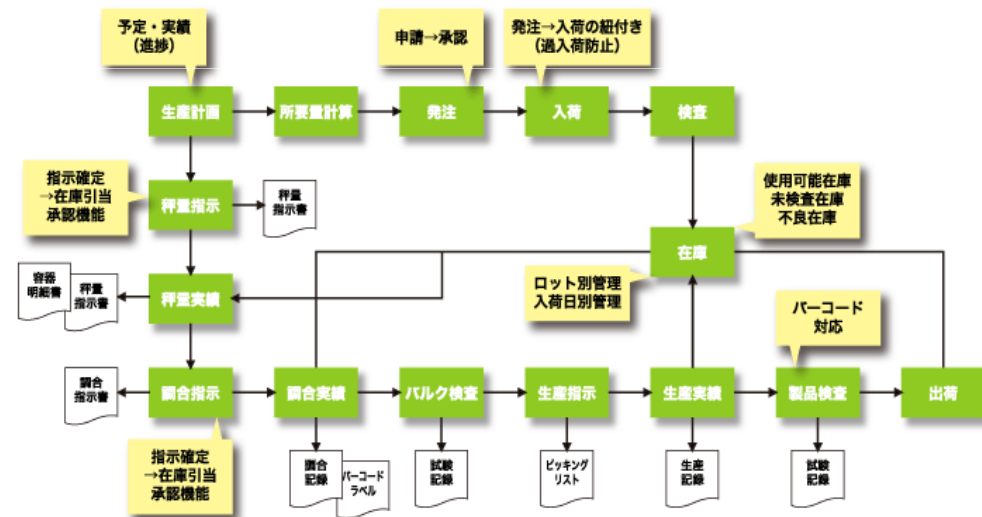 予定・実績
（進捗）
申請→承認
発注→入荷の紐付き
（過入荷防止）
生産計画
所要量計算
発注
入荷
検査
指示確定
→在庫引当
承認機能
秤量指示
秤量
指示書
使用可能在庫
未検査在庫
不良在庫
在庫
容器
明細書
秤量
指示書
秤量実績
ロット別管理
入荷日別管理
バーコード
対応
調合
指示書
調合指示
調合実績
バルク検査
生産指示
生産実績
製品検査
出荷
指示確定
→在庫引当
承認機能
調合
記録
バーコード
ラベル
試験
記録
ピッキング
リスト
生産
記録
試験
記録